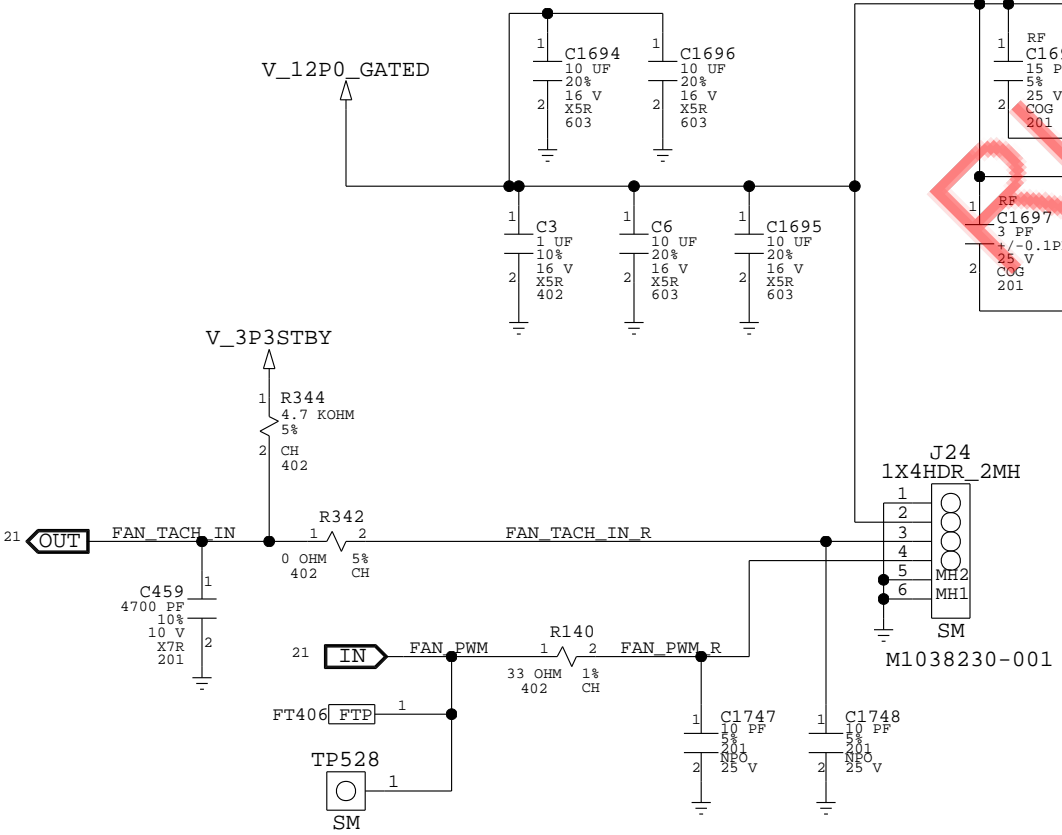 V_12P0_GATED
1
C1694
10 UF
20%
16 V
2
X5R
603
1
C1696
10 UF
20%
16 V
2
X5R
603
RF
1
15 P
5%
25 V
2
COG
201
1
C3
1 UF
10%
16 V
2
X5R
402
1
C6
10 UF
20%
16 V
2
X5R
603
1
C1695
10 UF
20%
16 V
2
X5R
603
RF
1
C1697
3 PF
+/-0.1P
25 V
2
COG
201
V_3P3STBY
1
R344
4.7 KOHM
5%
2
CH
402
J24
1X4HDR_2MH
1
2
3
4
5 MH2
6 MH1
SM
M1038230-001
21 OUT
FAN_TACH_IN
R342
1 2
0 OHM 5%
402 CH
FAN_TACH_IN_R
1
C459
4700 PF
10%
10 V
X7R
2
201
21 IN
FAN_PWM
R140
1 2
33 OHM 1%
402 CH
FAN_PWM_R
FT406 FTP 1
TP528
1
SM
1
C1747
10 PF
5%
201
NPO
2
25 V
1
C1748
10 PF
5%
201
NPO
2
25 V